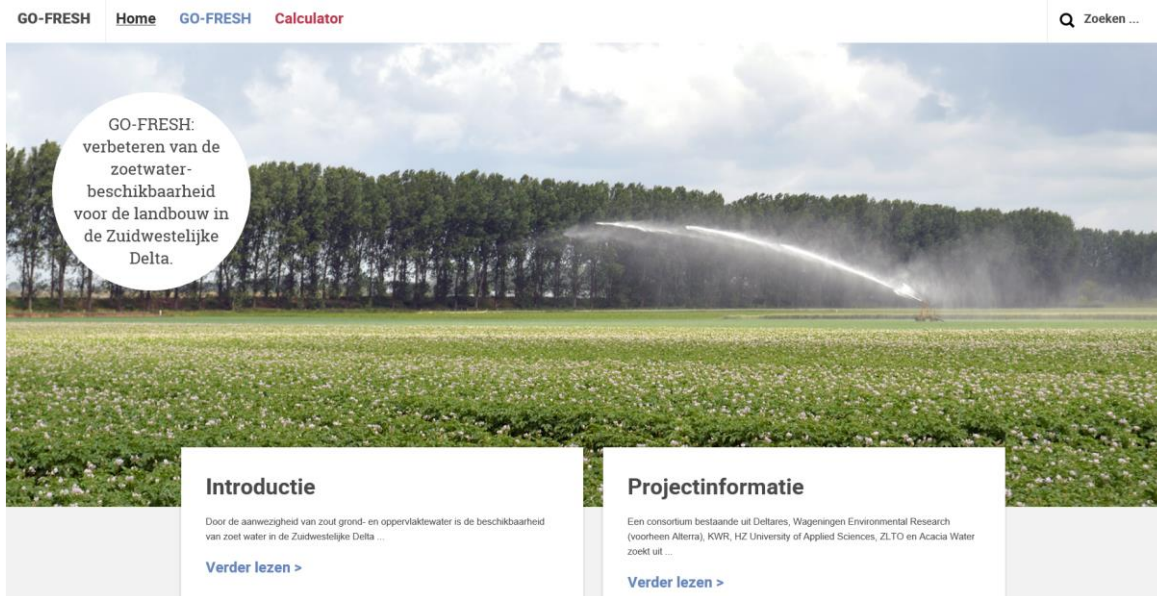 GO-FRESH Home GO-FRESH Calculator Zoeken ...
GO-FRESH:
verbeteren van de
zoetwater-
beschikbaarheid
voor de landbouw in
de Zuidwestelijke
Delta.
Introductie
Door de aanwezigheid van zout grond- en oppervlaktewater is de beschikbaarheid
van zoet water in de Zuidwestelijke Delta ...
Verder lezen >
Projectinformatie
Een consortium bestaande uit Deltares, Wageningen Environmental Research
(voorheen Alterra), KWR, HZ University of Applied Sciences, ZLTO en Acacia Water
zoekt uit ...
Verder lezen >